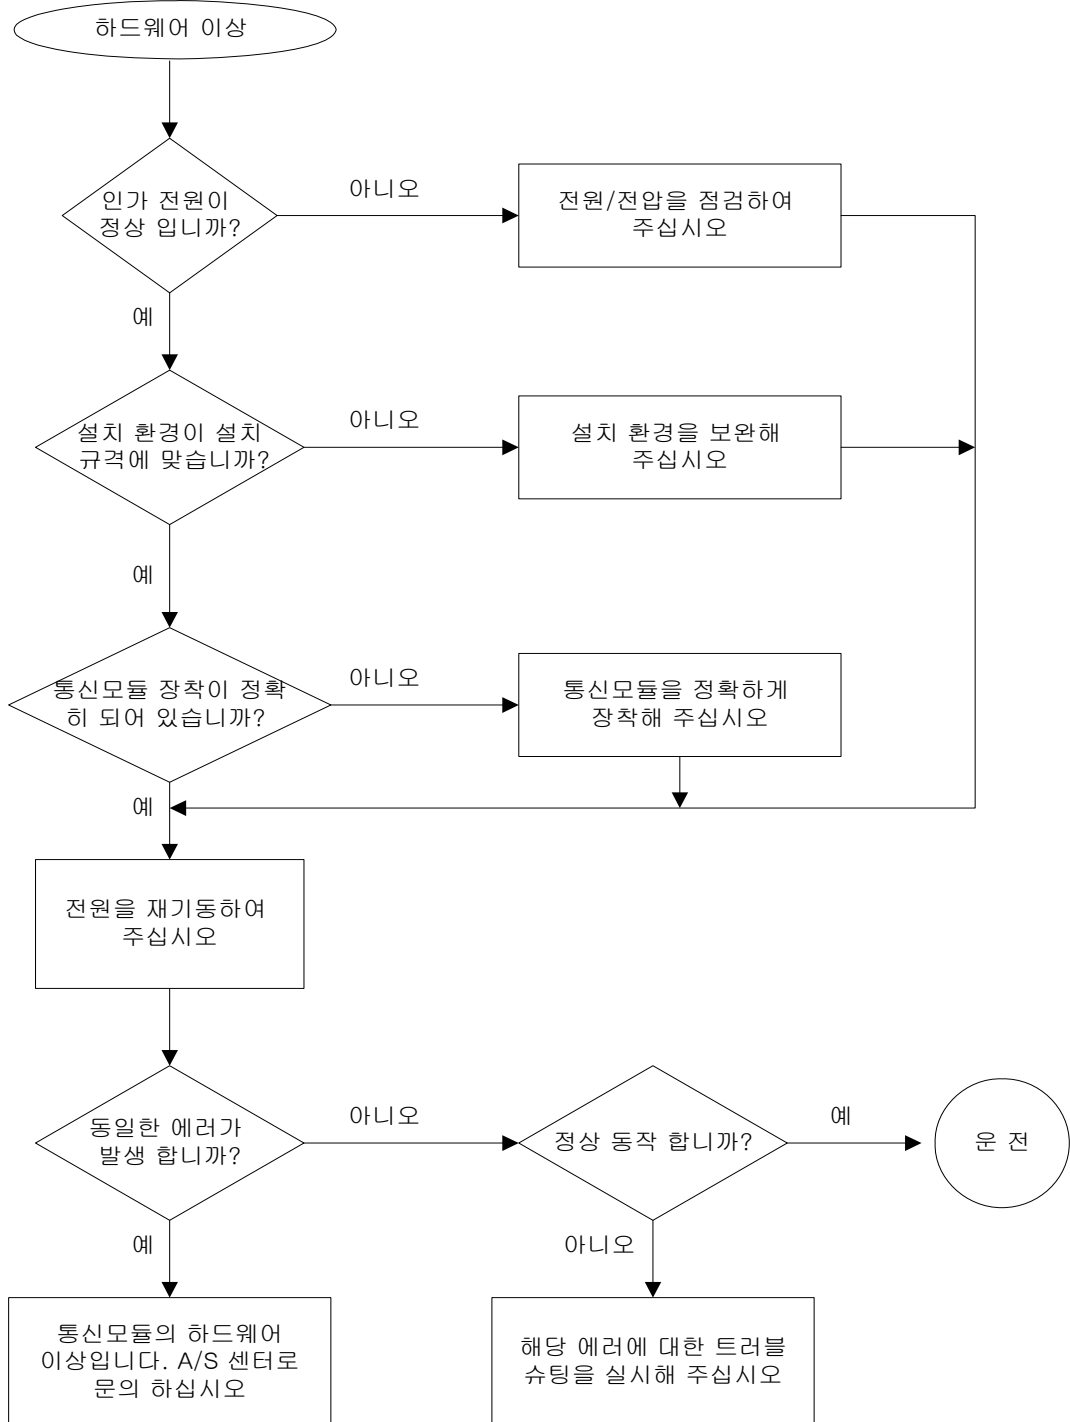 하드웨어 이상
인가 전원이
정상 입니까?
아니오
전원/전압을 점검하여
주십시오
예
설치 환경이 설치
규격에 맞습니까?
아니오
설치 환경을 보완해
주십시오
예
통신모듈 장착이 정확
히 되어 있습니까?
아니오
통신모듈을 정확하게
장착해 주십시오
예
전원을 재기동하여
주십시오
동일한 에러가
발생 합니까?
아니오
정상 동작 합니까?
예
운 전
예
아니오
통신모듈의 하드웨어
이상입니다. A/S 센터로
문의 하십시오
해당 에러에 대한 트러블
슈팅을 실시해 주십시오